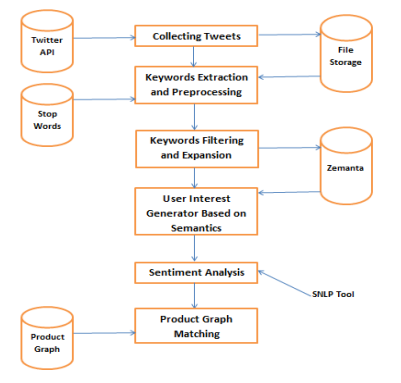 Twitter
API
Collecting Tweets
File
Storage
Keywords Extraction
and Preprocessing
Stop
Words
Keywords Filtering
and Expansion
Zemanta
User Interest
Generator Based on
Semantics
Sentiment Analysis
SNLP Tool
Product Graph
Matching
Product
Graph